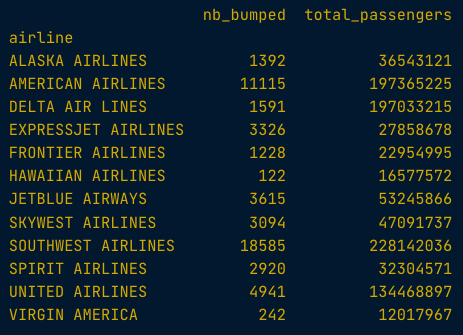 nb_bumped total_passengers
airline
ALASKA AIRLINES 1392 36543121
AMERICAN AIRLINES 11115 197365225
DELTA AIR LINES 1591 197033215
EXPRESSJET AIRLINES 3326 27858678
FRONTIER AIRLINES 1228 22954995
HAWAIIAN AIRLINES 122 16577572
JETBLUE AIRWAYS 3615 53245866
SKYWEST AIRLINES 3094 47091737
SOUTHWEST AIRLINES 18585 228142036
SPIRIT AIRLINES 2920 32304571
UNITED AIRLINES 4941 134468897
VIRGIN AMERICA 242 12017967